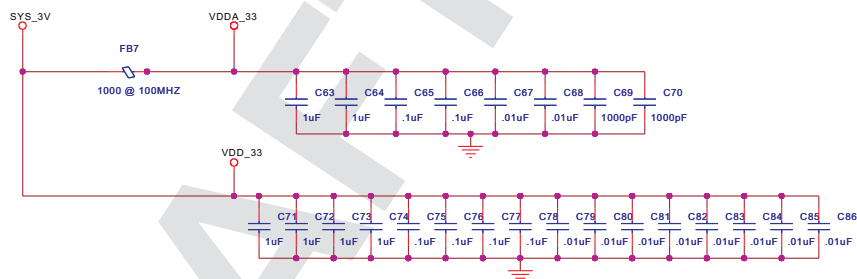 SYS_3V
VDDA_33
FB7
1000 @ 100MHZ
C63 C64 C65 C66 C67 C68 C69 C70
1uF 1uF .1uF .1uF .01uF .01uF 1000pF 1000pF
VDD_33
C71 C72 C73 C74 C75 C76 C77 C78 C79 C80 C81 C82 C83 C84 C85 C86
1uF 1uF 1uF 1uF .1uF .1uF .1uF .1uF .01uF .01uF .01uF .01uF .01uF .01uF .01uF .01uF